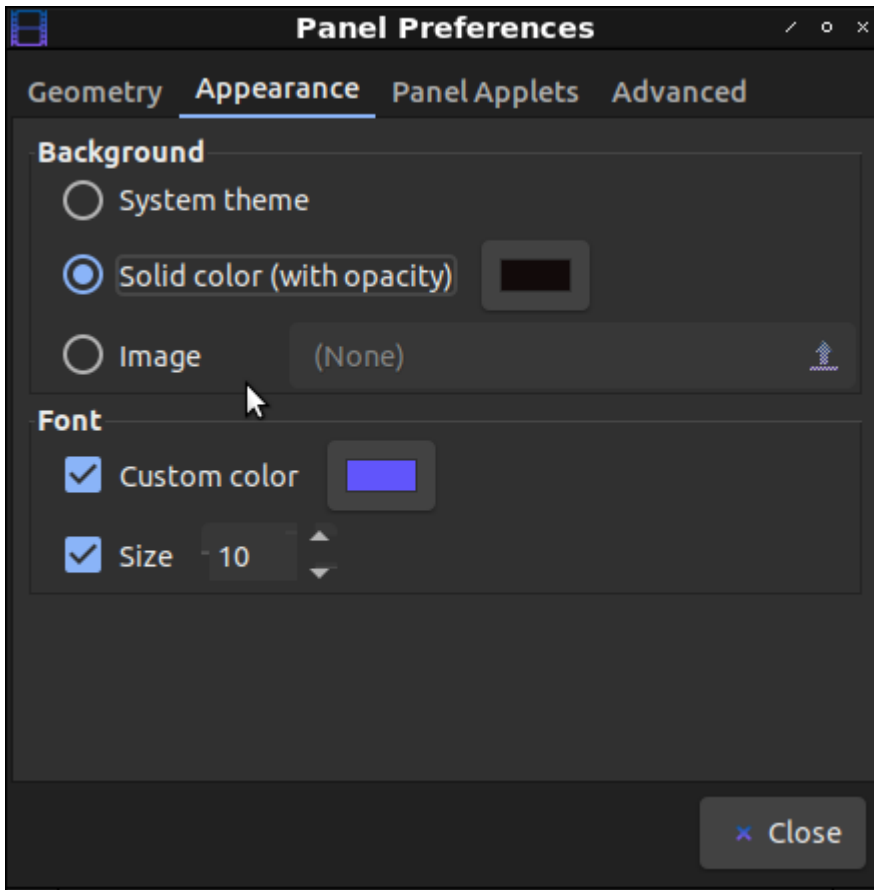 Panel Preferences
Geometry Appearance Panel Applets Advanced
Background
System theme
Solid color (with opacity)
Image (None)
Font
Custom color
Size 10
Close